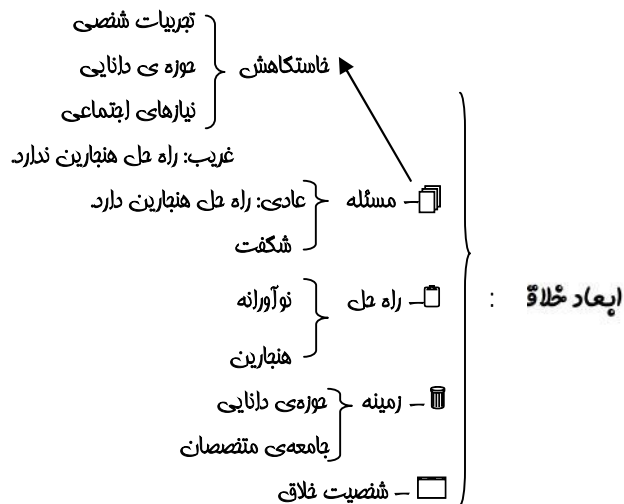 تجربیات شخصی
خاستگاهش
حوزه ی دانایی
نیازهای اجتماعی
غریب: راه حل هنجارین ندارد.
– مسئله
عادی: راه حل هنجارین دارد.
شگفت
ابعاد خلاق :
– راه حل
نوآورانه
هنجارین
– زمینه
حوزه‌ی دانایی
جامعه‌ی متخصصان
– شخصیت خلاق